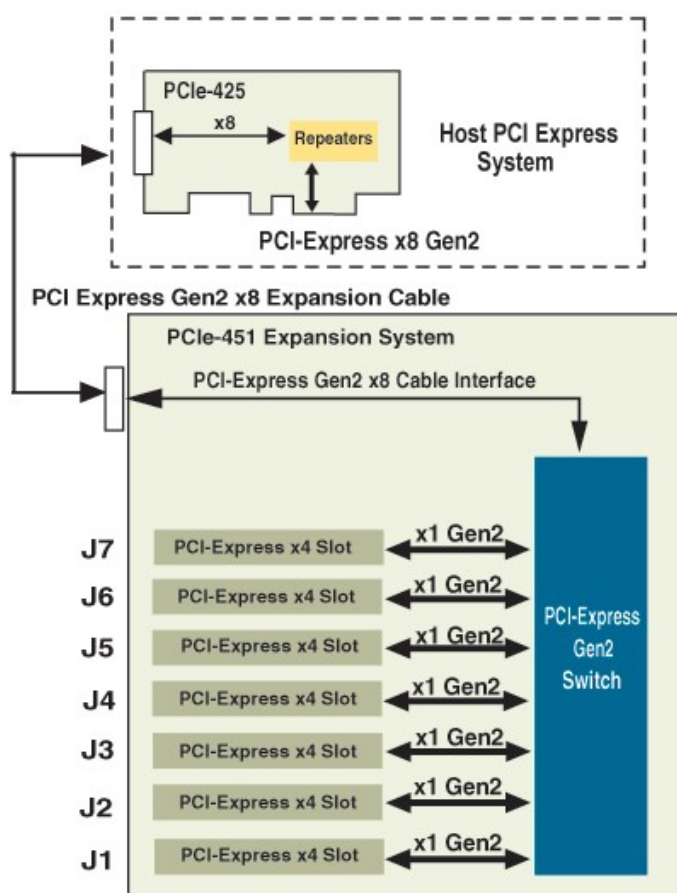 PCIe-425
x8
Repeaters
Host PCI Express
System
PCI-Express x8 Gen2
PCI Express Gen2 x8 Expansion Cable
PCIe-451 Expansion System
PCI-Express Gen2 x8 Cable Interface
J7
PCI-Express x4 Slot
x1 Gen2
J6
PCI-Express x4 Slot
x1 Gen2
J5
PCI-Express x4 Slot
x1 Gen2
J4
PCI-Express x4 Slot
x1 Gen2
J3
PCI-Express x4 Slot
x1 Gen2
J2
PCI-Express x4 Slot
x1 Gen2
J1
PCI-Express x4 Slot
x1 Gen2
PCI-Express
Gen2
Switch